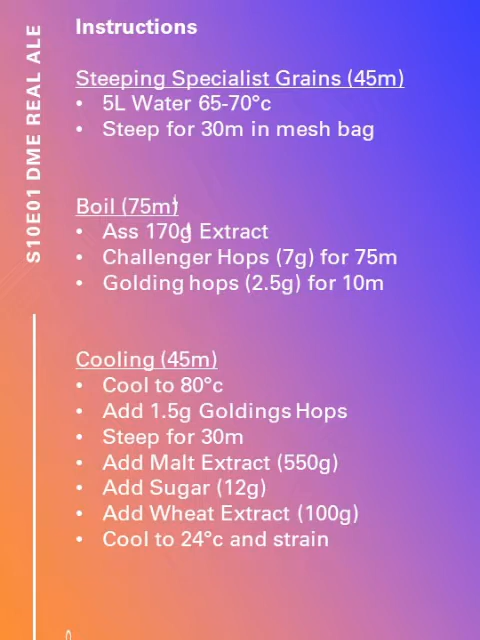 S10E01 DME REAL ALE
Instructions
Steeping Specialist Grains (45m)
• 5L Water 65-70°c
• Steep for 30m in mesh bag
Boil (75m)
• Ass 170g Extract
• Challenger Hops (7g) for 75m
• Golding hops (2.5g) for 10m
Cooling (45m)
• Cool to 80°c
• Add 1.5g Goldings Hops
• Steep for 30m
• Add Malt Extract (550g)
• Add Sugar (12g)
• Add Wheat Extract (100g)
• Cool to 24°c and strain